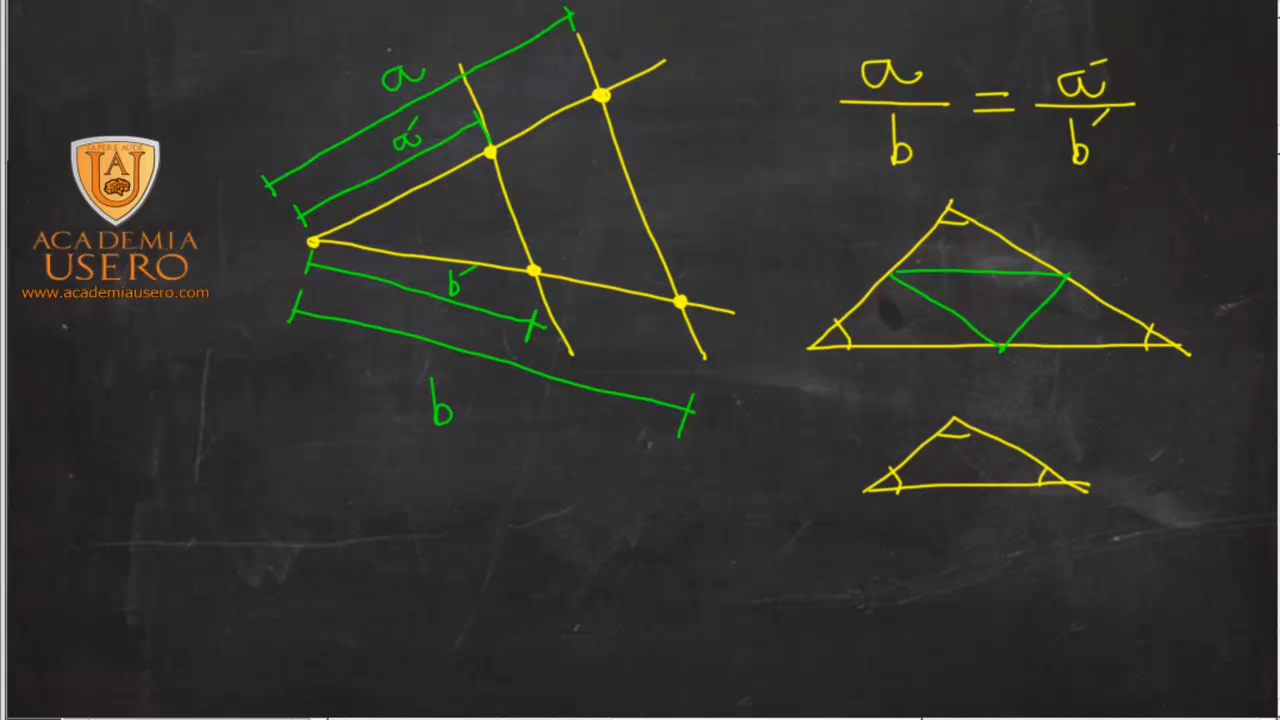 a
a'
b'
b
a/b = a'/b'
SAPERE AUDE
UA
ACADEMIA
USERO
www.academiausero.com